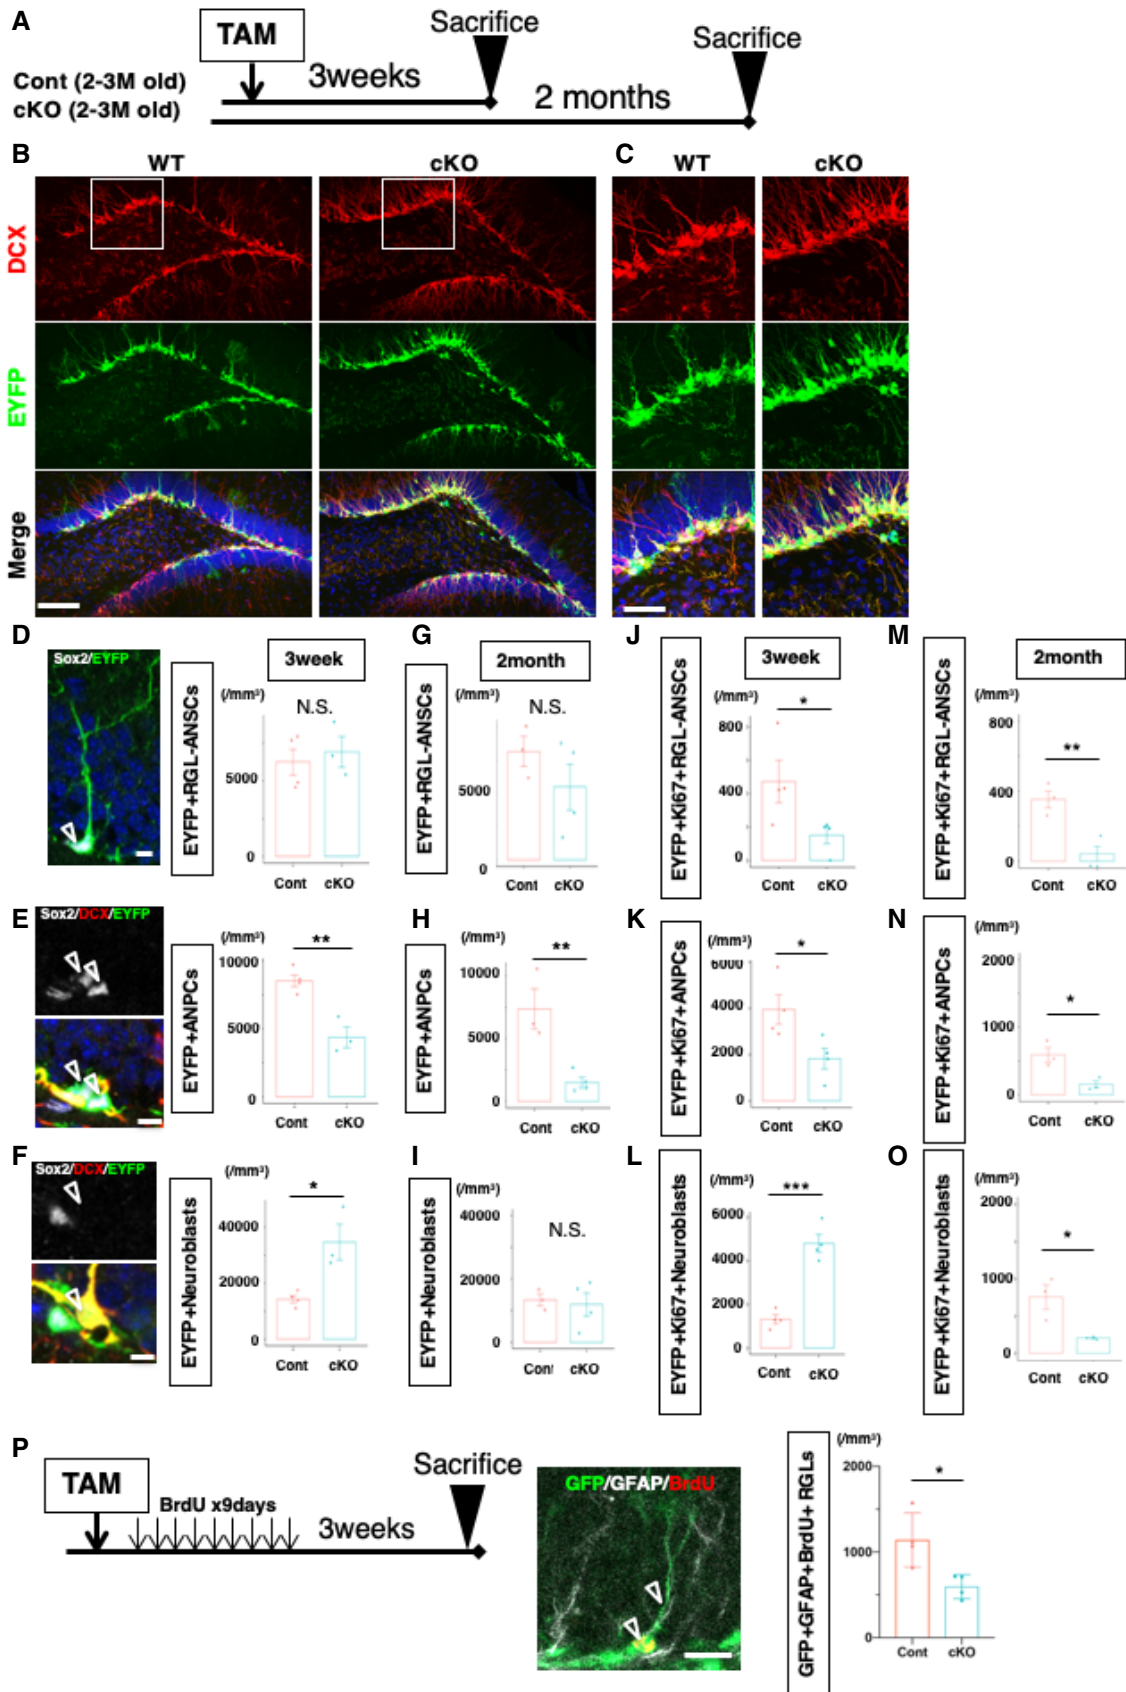 A
TAM
Sacrifice
Sacrifice
3weeks
2 months
Cont (2-3M old)
cKO (2-3M old)
B
WT
cKO
C
WT
cKO
DCX
EYFP
Merge
D
Sox2/EYFP
EYFP+RGL-ANSCs
3week
(/mm³)
N.S.
5000
0
Cont cKO
G
EYFP+RGL-ANSCs
2month
(/mm³)
N.S.
5000
0
Cont cKO
J
EYFP+Ki67+RGL-ANSCs
3week
(/mm³)
*
800
400
0
Cont cKO
M
EYFP+Ki67+RGL-ANSCs
2month
(/mm³)
**
800
400
0
Cont cKO
E
Sox2/DCX/EYFP
EYFP+ANPCs
(/mm³)
**
10000
5000
0
Cont cKO
H
EYFP+ANPCs
(/mm³)
**
10000
5000
0
Cont cKO
K
EYFP+Ki67+ANPCs
(/mm³)
*
6000
4000
2000
0
Cont cKO
N
EYFP+Ki67+ANPCs
(/mm³)
*
2000
1000
0
Cont cKO
F
Sox2/DCX/EYFP
EYFP+Neuroblasts
(/mm³)
*
40000
20000
0
Cont cKO
I
EYFP+Neuroblasts
(/mm³)
N.S.
40000
20000
0
Cont cKO
L
EYFP+Ki67+Neuroblasts
(/mm³)
***
6000
4000
2000
0
Cont cKO
O
EYFP+Ki67+Neuroblasts
(/mm³)
*
2000
1000
0
Cont cKO
P
TAM
BrdU x9days
3weeks
Sacrifice
GFP/GFAP/BrdU
GFP+GFAP+BrdU+ RGLs
(/mm³)
*
2000
1000
0
Cont cKO